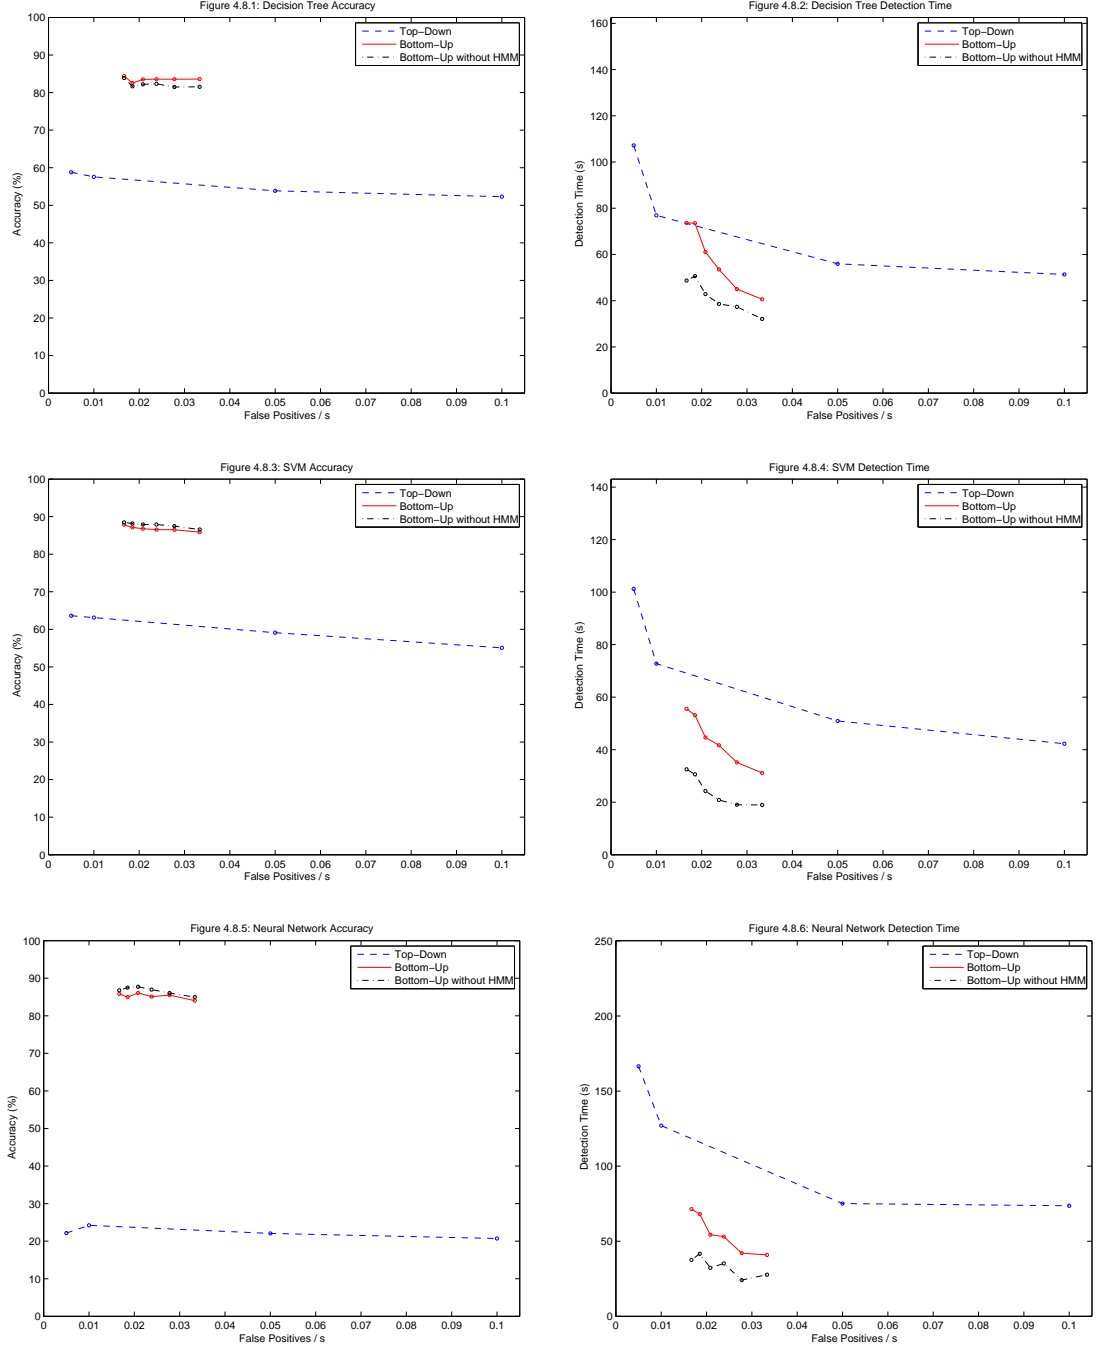 Figure 4.8.1: Decision Tree Accuracy
100
90
80
70
60
50
40
30
20
10
0
Accuracy (%)
Top−Down
Bottom−Up
Bottom−Up without HMM
0 0.01 0.02 0.03 0.04 0.05 0.06 0.07 0.08 0.09 0.1
False Positives / s
Figure 4.8.2: Decision Tree Detection Time
160
140
120
100
80
60
40
20
0
Detection Time (s)
Top−Down
Bottom−Up
Bottom−Up without HMM
0 0.01 0.02 0.03 0.04 0.05 0.06 0.07 0.08 0.09 0.1
False Positives / s
Figure 4.8.3: SVM Accuracy
100
90
80
70
60
50
40
30
20
10
0
Accuracy (%)
Top−Down
Bottom−Up
Bottom−Up without HMM
0 0.01 0.02 0.03 0.04 0.05 0.06 0.07 0.08 0.09 0.1
False Positives / s
Figure 4.8.4: SVM Detection Time
140
120
100
80
60
40
20
0
Detection Time (s)
Top−Down
Bottom−Up
Bottom−Up without HMM
0 0.01 0.02 0.03 0.04 0.05 0.06 0.07 0.08 0.09 0.1
False Positives / s
Figure 4.8.5: Neural Network Accuracy
100
90
80
70
60
50
40
30
20
10
0
Accuracy (%)
Top−Down
Bottom−Up
Bottom−Up without HMM
0 0.01 0.02 0.03 0.04 0.05 0.06 0.07 0.08 0.09 0.1
False Positives / s
Figure 4.8.6: Neural Network Detection Time
250
200
150
100
50
0
Detection Time (s)
Top−Down
Bottom−Up
Bottom−Up without HMM
0 0.01 0.02 0.03 0.04 0.05 0.06 0.07 0.08 0.09 0.1
False Positives / s